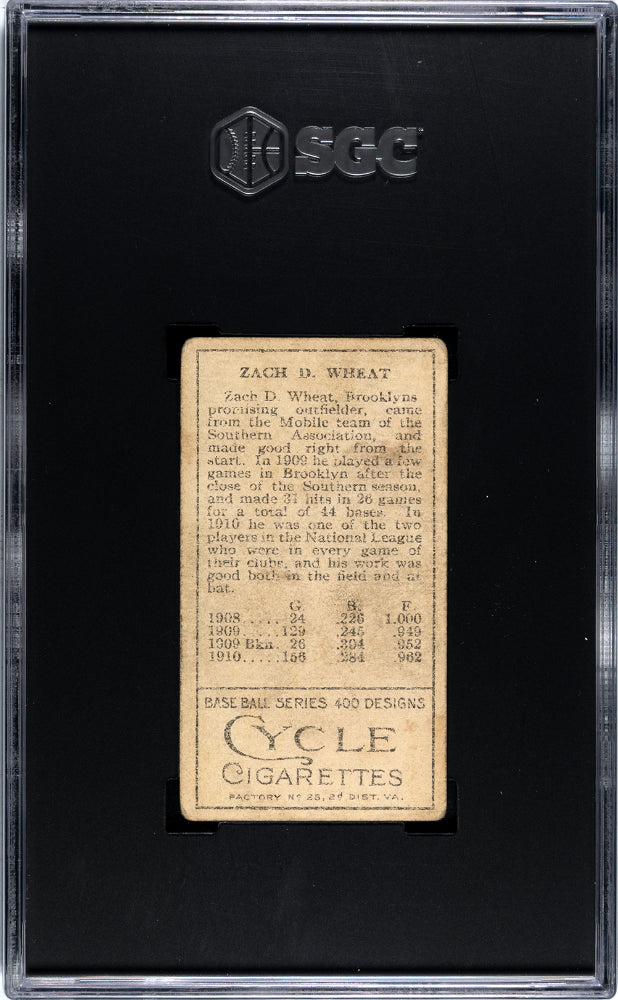 SGC
ZACH D. WHEAT
Zach D. Wheat, Brooklyns
promising outfielder, came
from the Mobile team of the
Southern Association, and
made good right from the
start. In 1909 he played a few
games in Brooklyn after the
close of the Southern season,
and made 31 hits in 26 games
for a total of 44 bases. In
1910 he was one of the two
players in the National League
who were in every game of
their clubs, and his work was
good both in the field and at
bat.
G. B. F.
1908..... 24 .226 1.000
1909.....129 .245 .949
1909 Bkn. 26 .304 .952
1910.....156 .284 .962
BASE BALL SERIES 400 DESIGNS
CYCLE
CIGARETTES
FACTORY No 25, 2d DIST. VA.